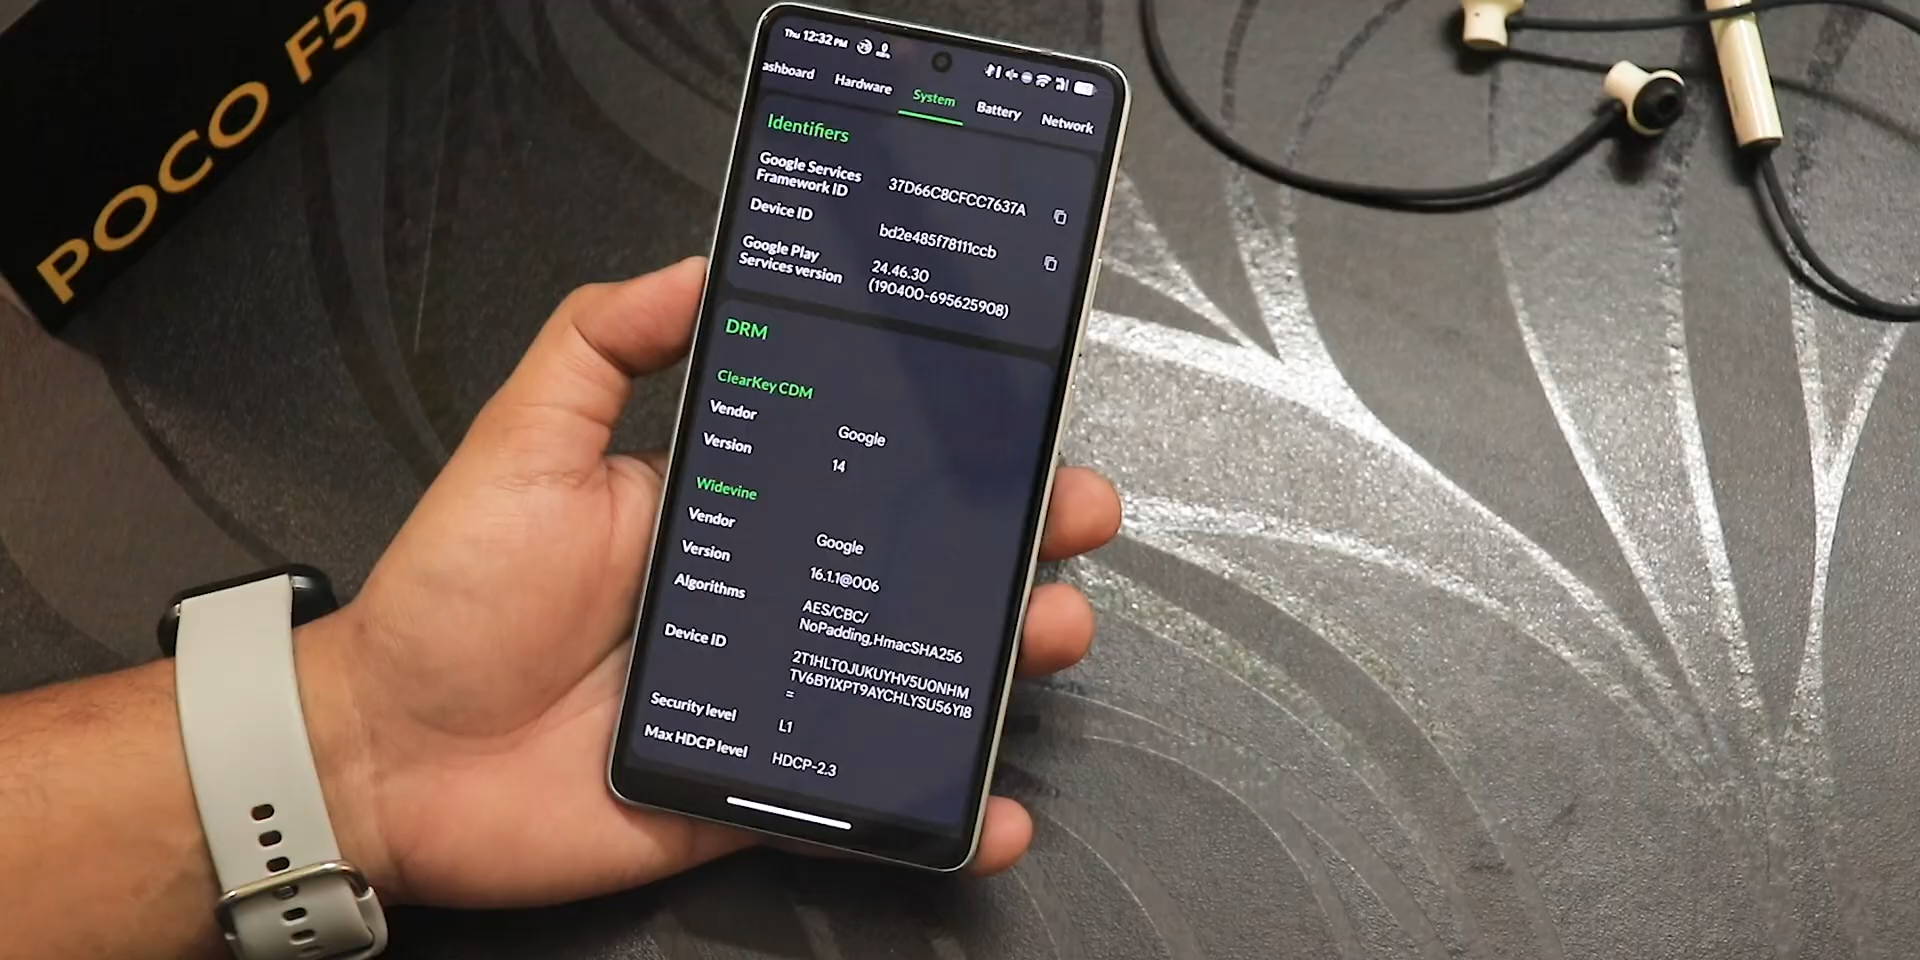 POCO F5
Thu 12:32 PM
ashboard Hardware System Battery Network
Identifiers
Google Services
Framework ID
37D66C8CFCC7637A
Device ID
bd2e485f78111ccb
Google Play
Services version
24.46.30
(190400-695625908)
DRM
ClearKey CDM
Vendor
Google
Version
14
Widevine
Vendor
Google
Version
16.1.1@006
Algorithms
AES/CBC/
NoPadding,HmacSHA256
Device ID
2T1HLTOJUKUYHV5U0NHM
TV6BYIXPT9AYCHLYSU56YI8
=
Security level
L1
Max HDCP level
HDCP-2.3